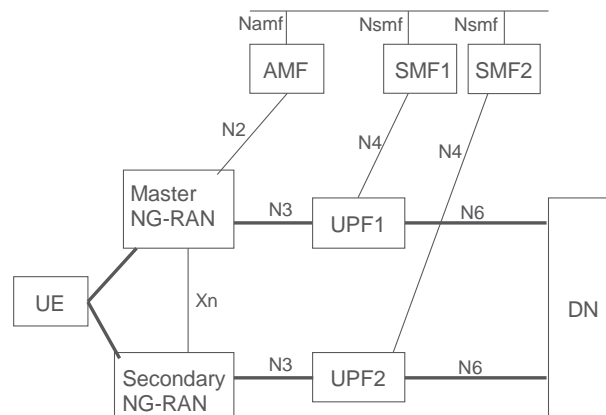 Namf
Nsmf
Nsmf
AMF
SMF1
SMF2
N2
N4
N4
Master
NG-RAN
N3
UPF1
N6
UE
Xn
DN
Secondary
NG-RAN
N3
UPF2
N6